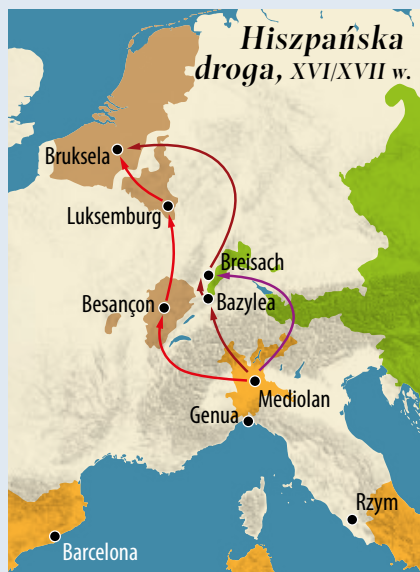 Hiszpańska
droga, XVI/XVII w.
Bruksela
Luksemburg
Breisach
Besançon
Bazylea
Mediolan
Genua
Rzym
Barcelona